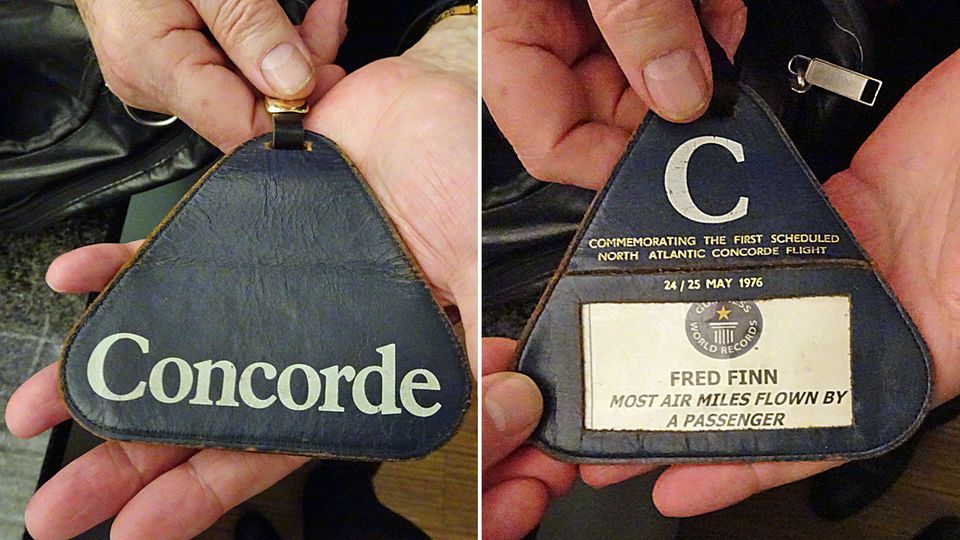 Concorde
C
COMMEMORATING THE FIRST SCHEDULED
NORTH ATLANTIC CONCORDE FLIGHT
24/25 MAY 1976
WORLD RECORDS
FRED FINN
MOST AIR MILES FLOWN BY
A PASSENGER